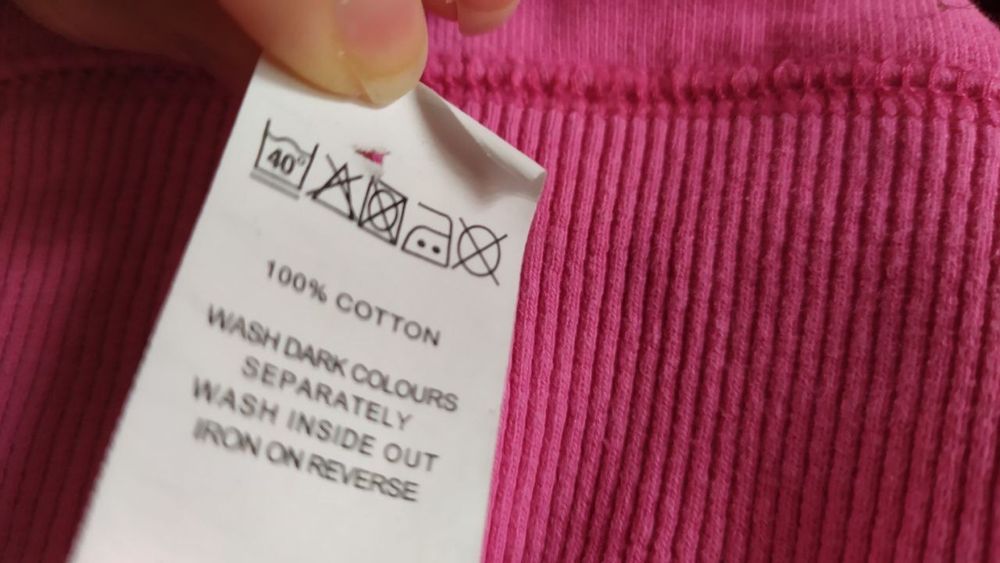 40°
100% COTTON
WASH DARK COLOURS
SEPARATELY
WASH INSIDE OUT
IRON ON REVERSE